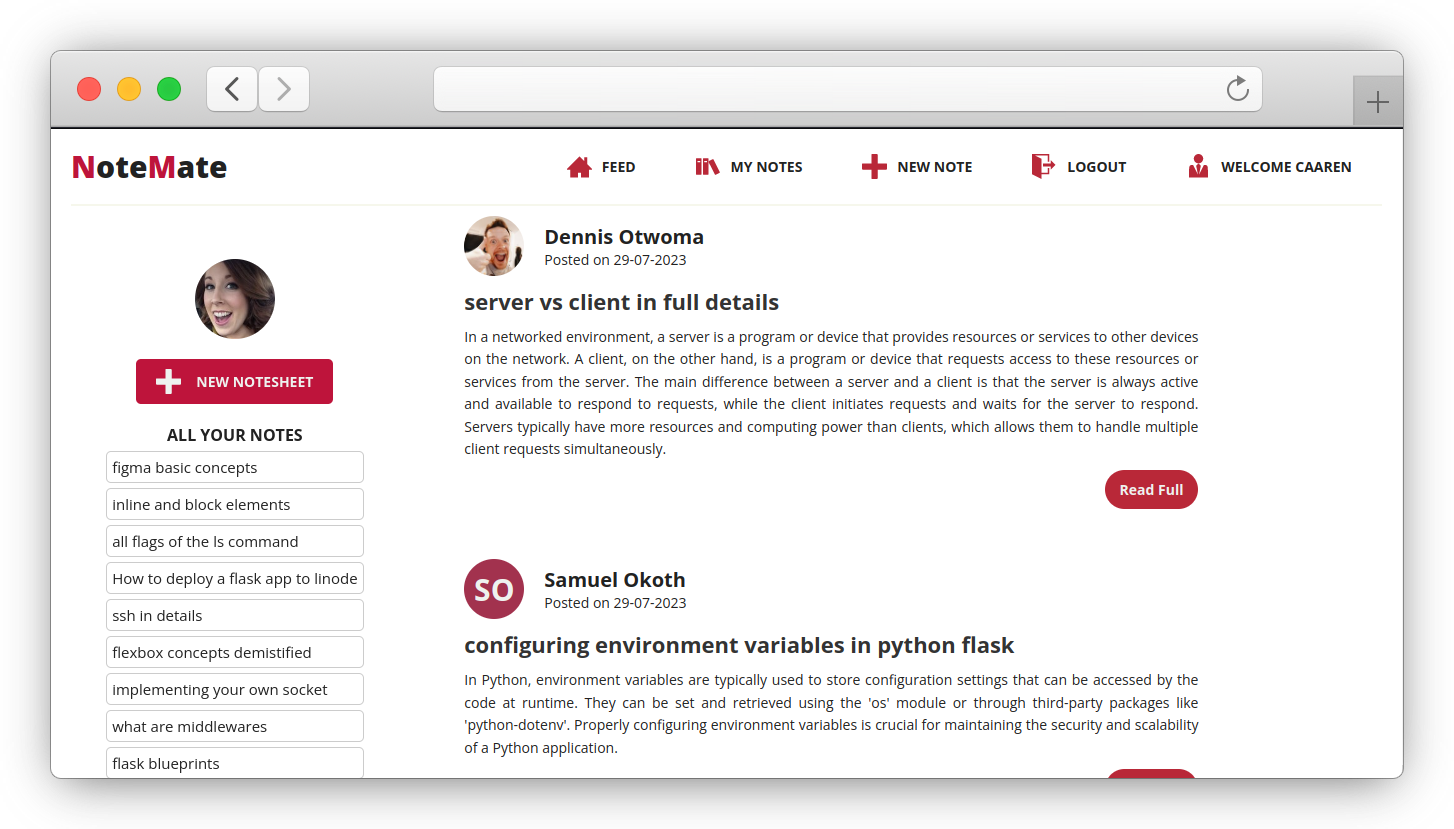 NoteMate
FEED
MY NOTES
NEW NOTE
LOGOUT
WELCOME CAAREN
NEW NOTESHEET
ALL YOUR NOTES
figma basic concepts
inline and block elements
all flags of the ls command
How to deploy a flask app to linode
ssh in details
flexbox concepts demistified
implementing your own socket
what are middlewares
flask blueprints
Dennis Otwoma
Posted on 29-07-2023
server vs client in full details
In a networked environment, a server is a program or device that provides resources or services to other devices
on the network. A client, on the other hand, is a program or device that requests access to these resources or
services from the server. The main difference between a server and a client is that the server is always active
and available to respond to requests, while the client initiates requests and waits for the server to respond.
Servers typically have more resources and computing power than clients, which allows them to handle multiple
client requests simultaneously.
Read Full
SO
Samuel Okoth
Posted on 29-07-2023
configuring environment variables in python flask
In Python, environment variables are typically used to store configuration settings that can be accessed by the
code at runtime. They can be set and retrieved using the 'os' module or through third-party packages like
'python-dotenv'. Properly configuring environment variables is crucial for maintaining the security and scalability
of a Python application.